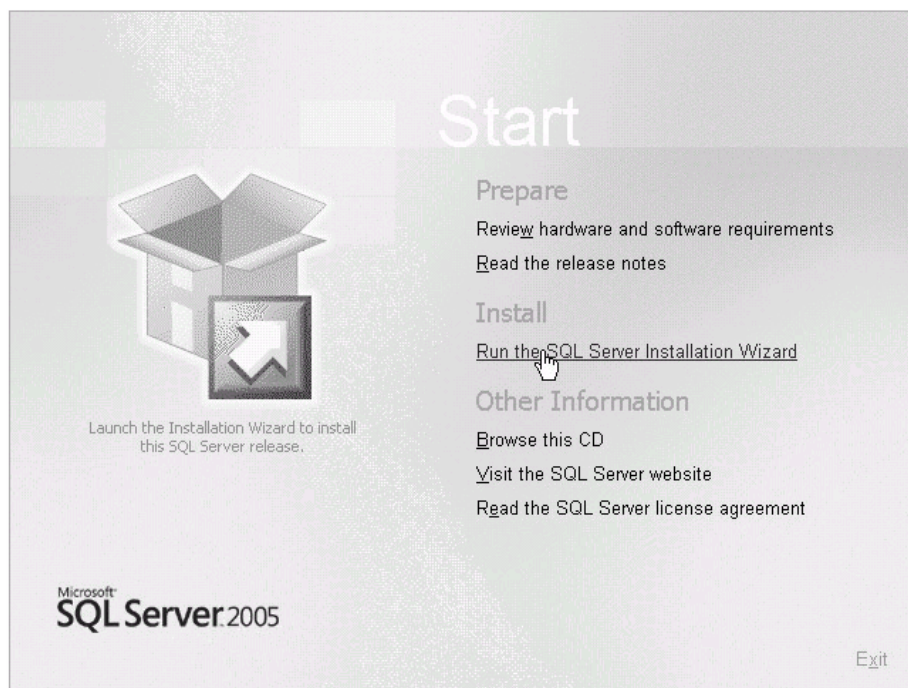 Start
Prepare
Review hardware and software requirements
Read the release notes
Install
Run the SQL Server Installation Wizard
Other Information
Browse this CD
Visit the SQL Server website
Read the SQL Server license agreement
Launch the Installation Wizard to install
this SQL Server release.
Microsoft
SQL Server 2005
Exit